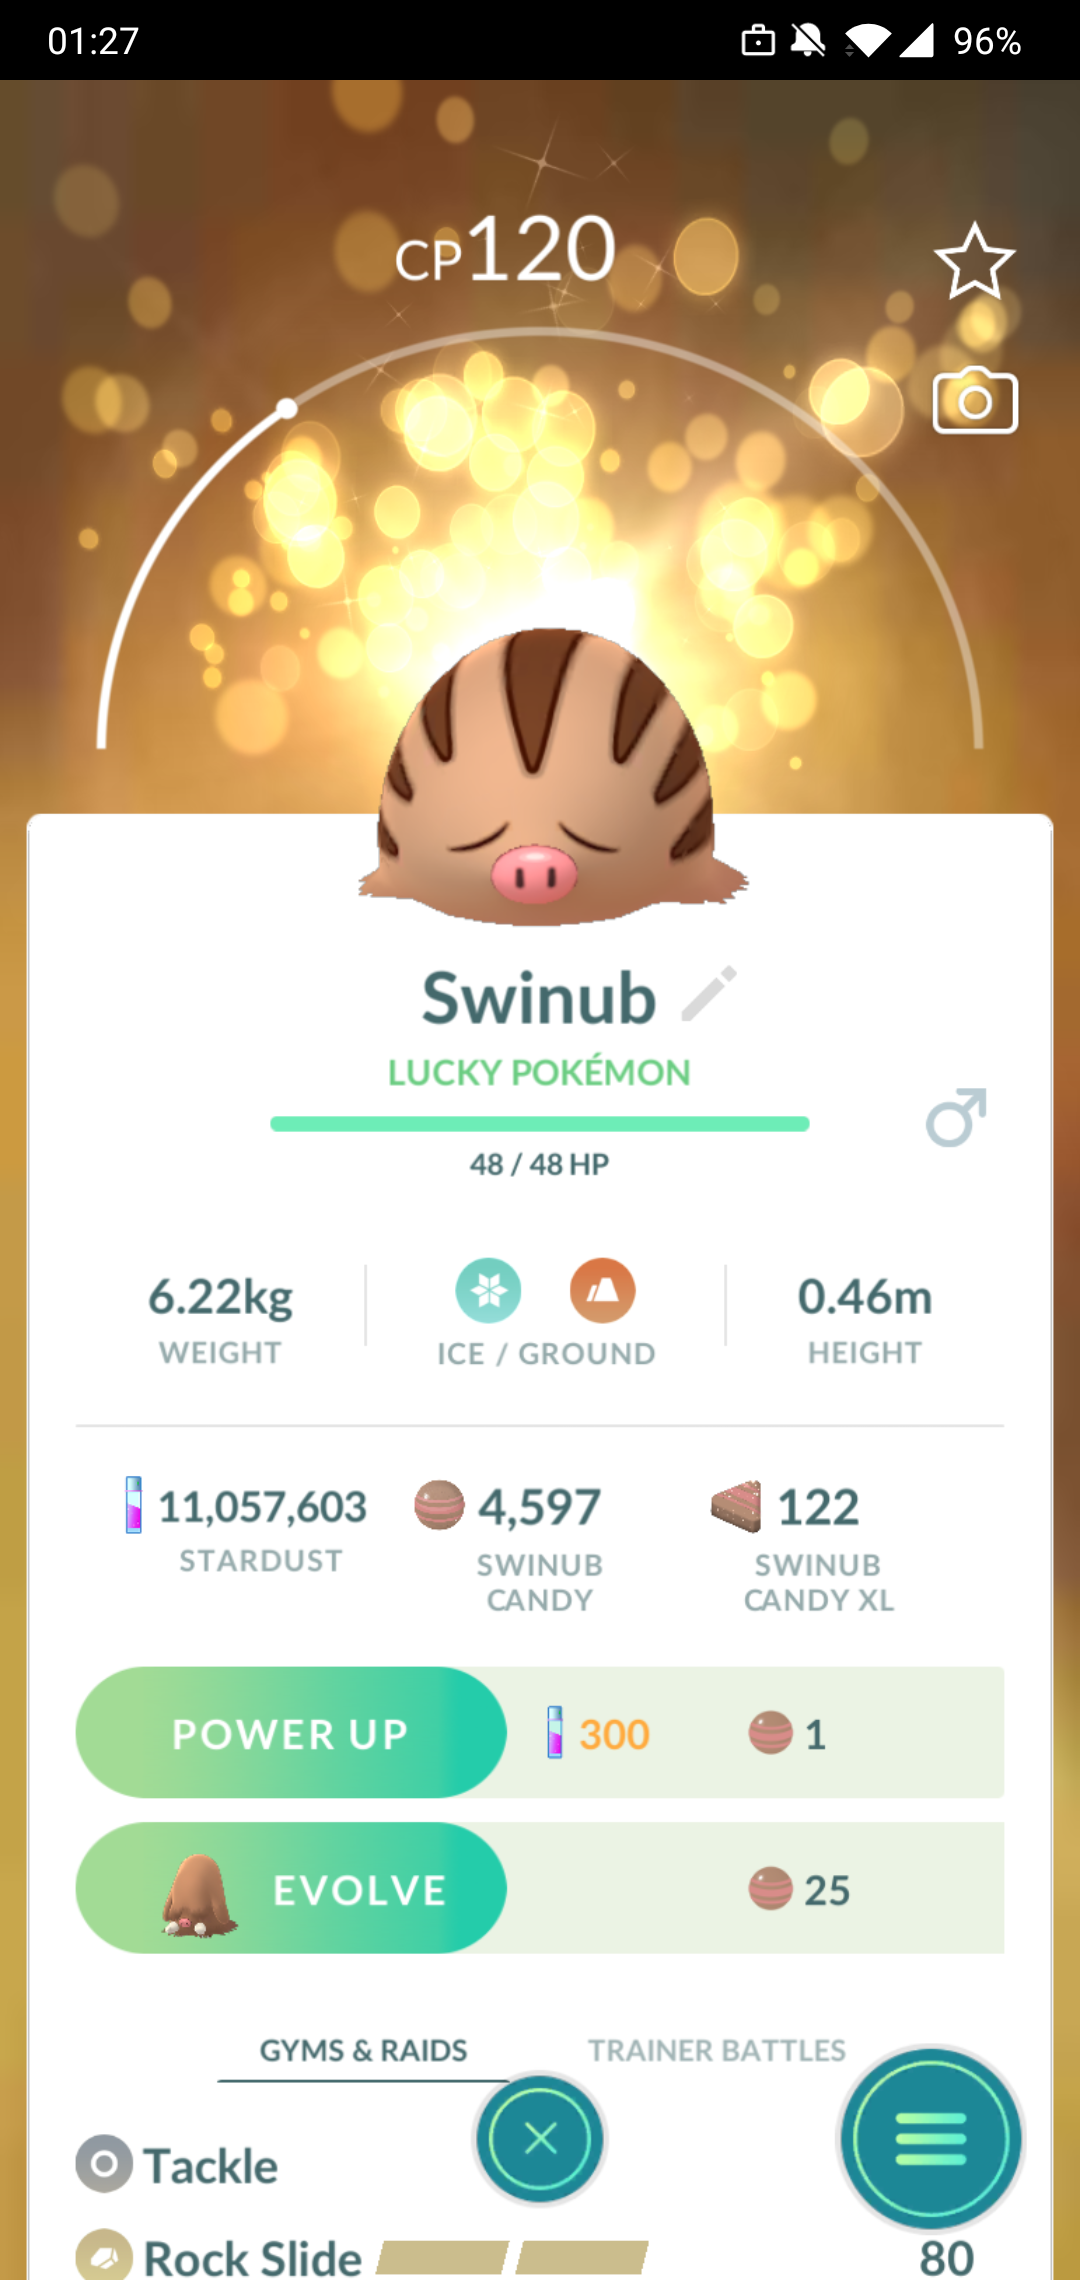 01:27
96%
CP120
Swinub
LUCKY POKÉMON
48 / 48 HP
6.22kg
WEIGHT
ICE / GROUND
0.46m
HEIGHT
11,057,603
STARDUST
4,597
SWINUB
CANDY
122
SWINUB
CANDY XL
POWER UP
300
1
EVOLVE
25
GYMS & RAIDS
TRAINER BATTLES
Tackle
Rock Slide
80